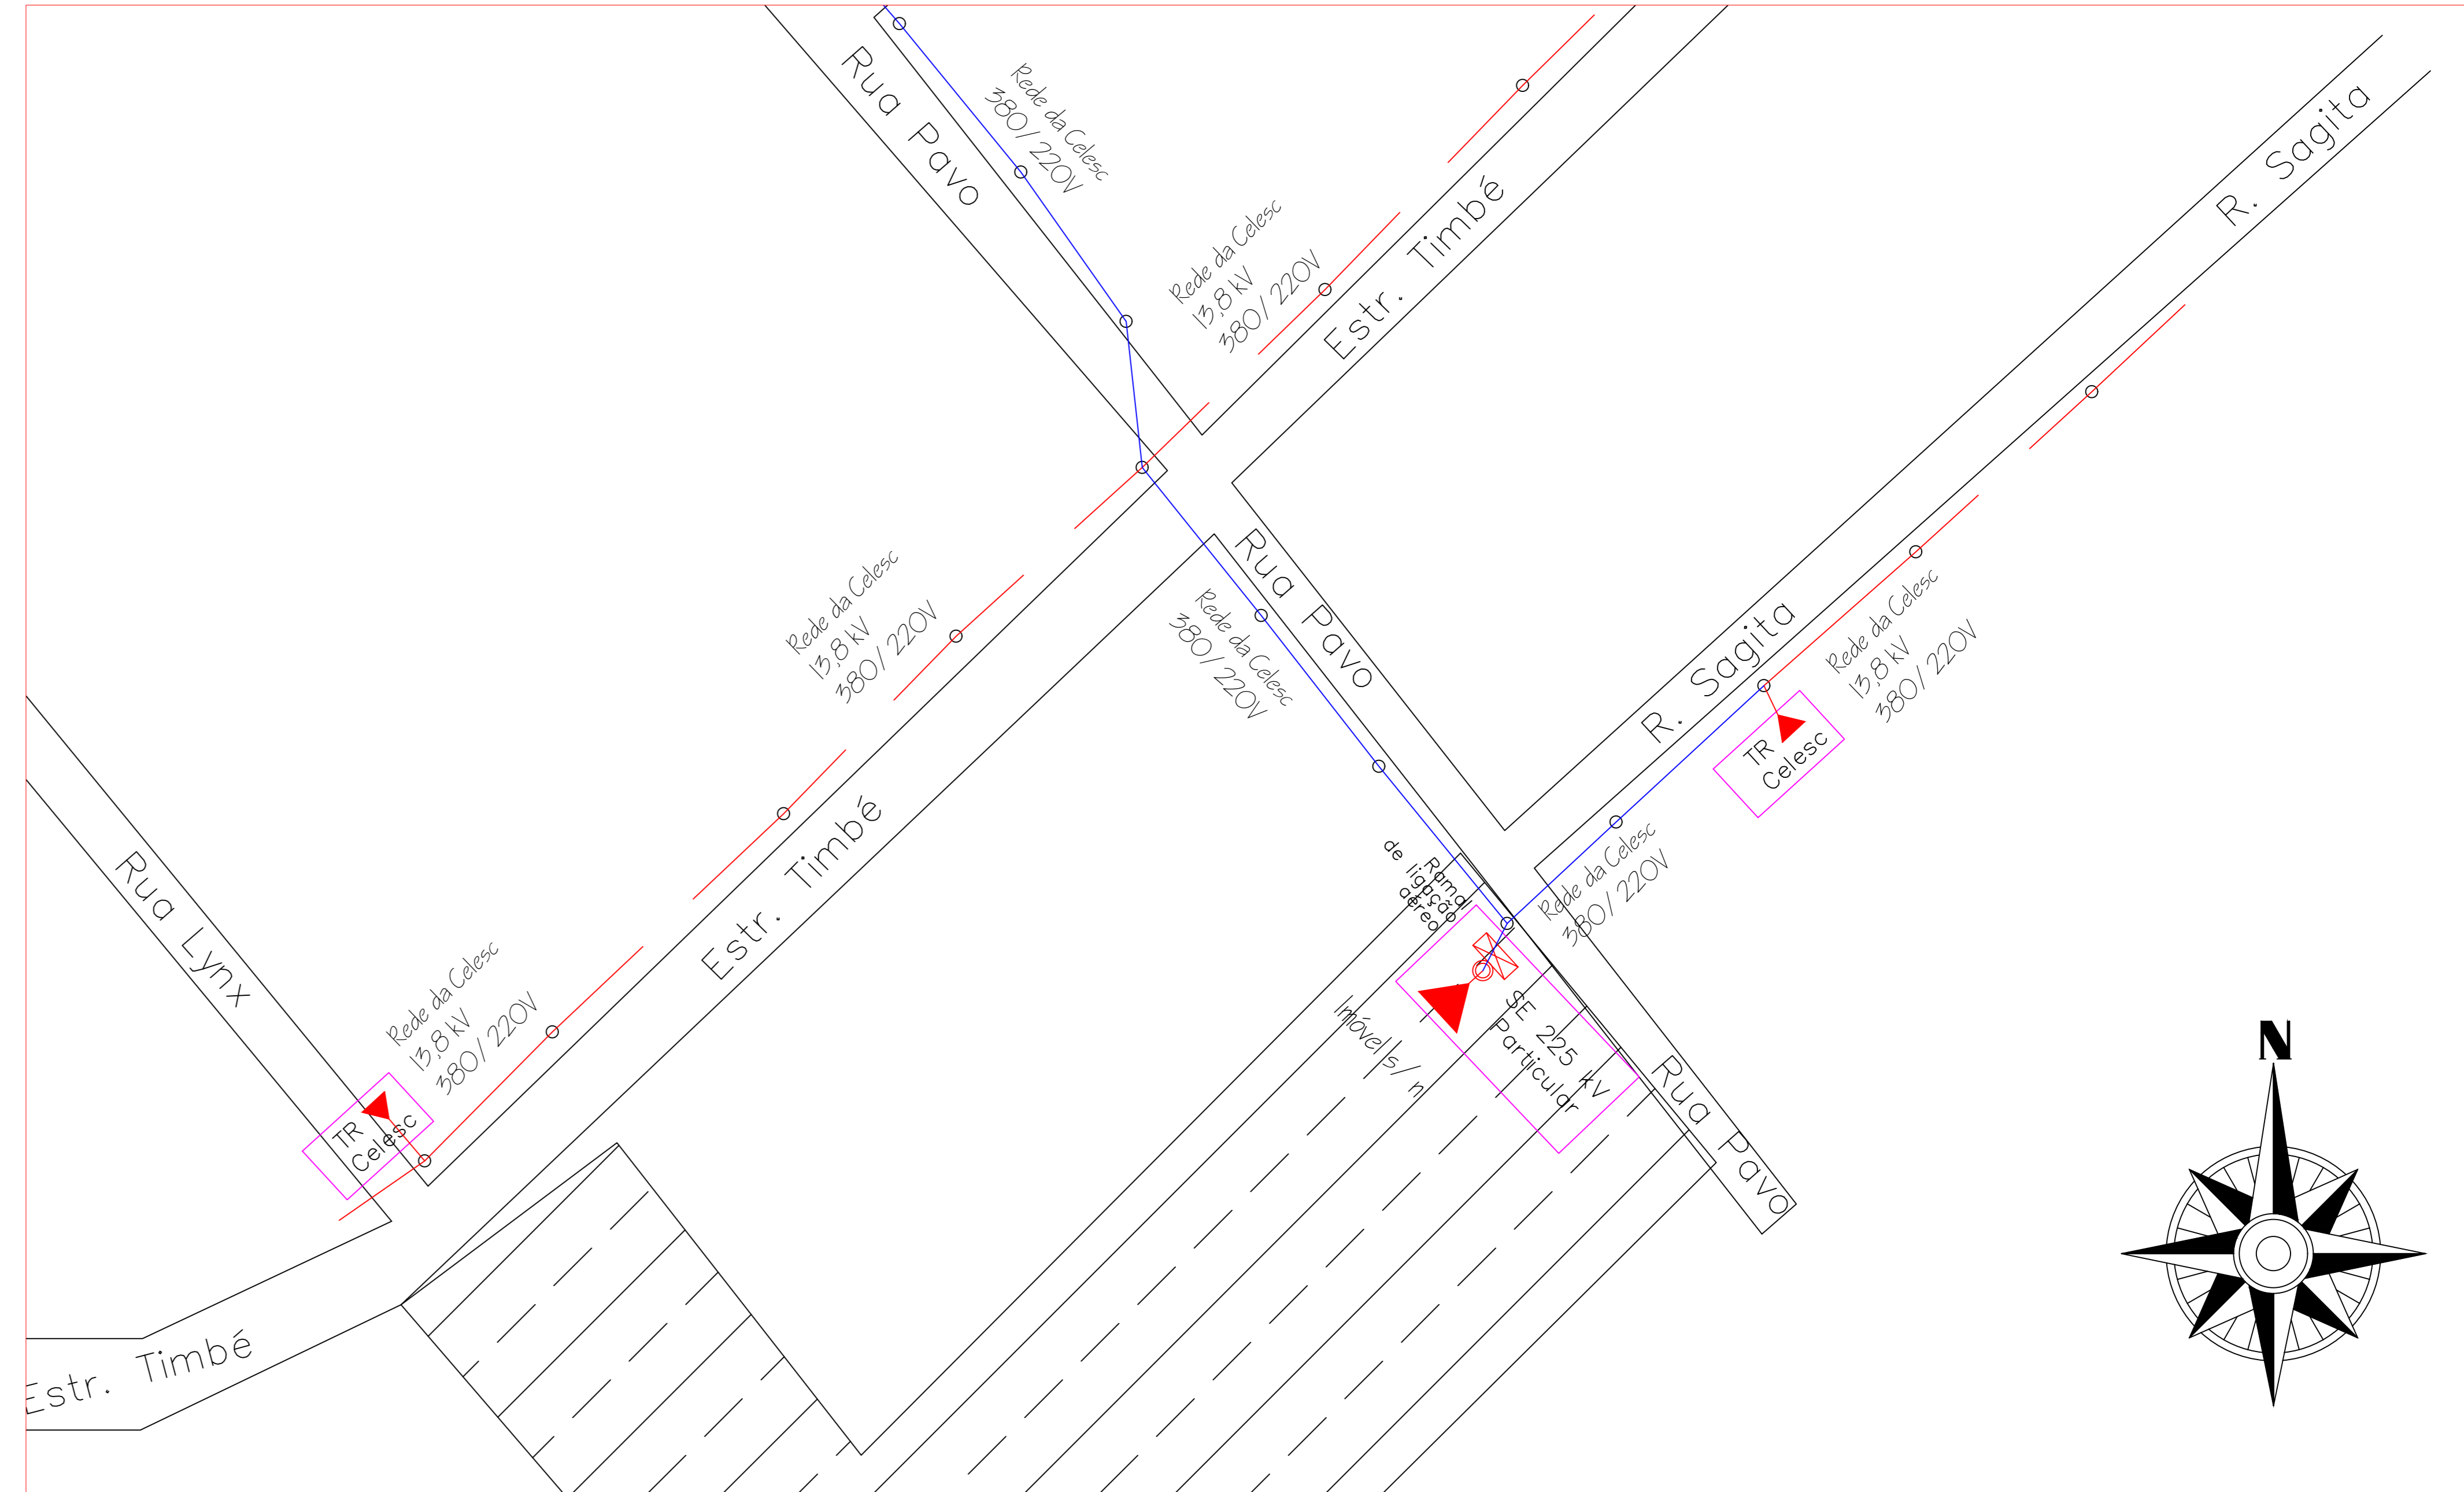 Rua Pavo
Rede da Celesc
380/220V
Rede da Celesc
13,8 kV
380/220V
Estr. Timbé
R. Sagita
Rede da Celesc
13,8 kV
380/220V
Rua Pavo
Rede da Celesc
380/220V
R. Sagita
Rede da Celesc
13,8 kV
380/220V
TR
Celesc
Estr. Timbé
Ramal
de ligação
aéreo
Rede da Celesc
380/220V
Rua Lynx
Rede da Celesc
13,8 kV
380/220V
TR
Celesc
Imóvel
s/n
SE 225 kV
Particular
Rua Pavo
N
Estr. Timbé